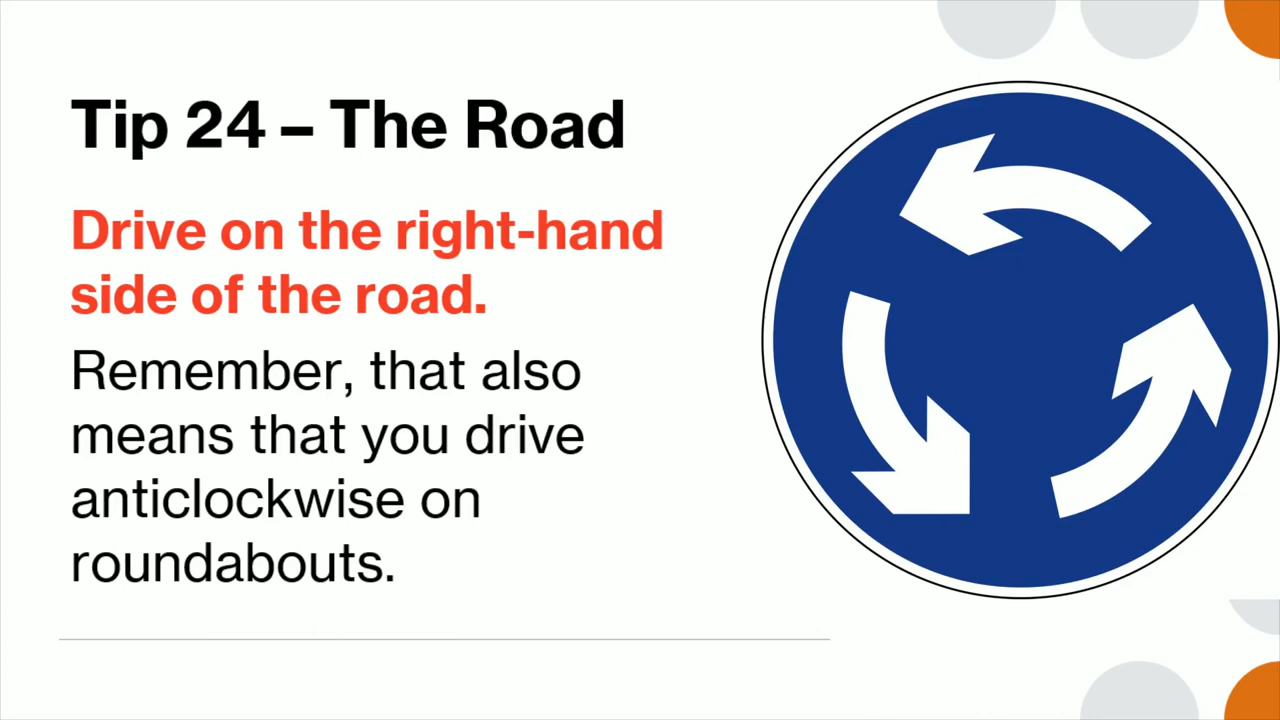 Tip 24 – The Road
Drive on the right-hand
side of the road.
Remember, that also
means that you drive
anticlockwise on
roundabouts.